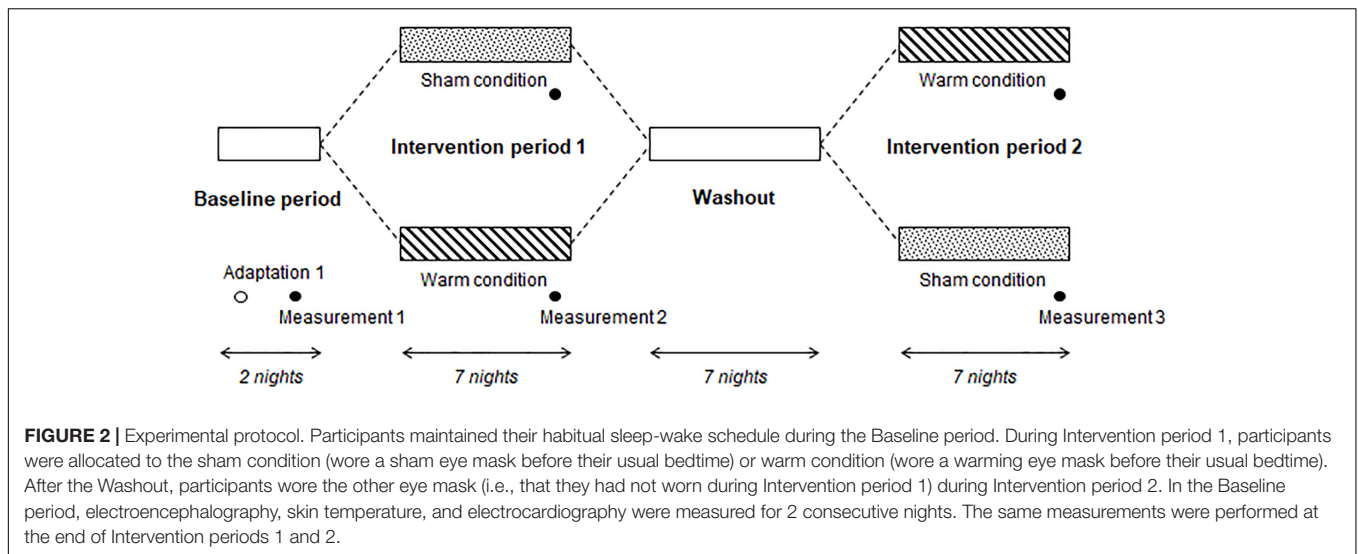 Sham condition
Warm condition
Intervention period 1
Intervention period 2
Baseline period
Washout
Adaptation 1
Warm condition
Sham condition
Measurement 1
Measurement 2
Measurement 3
2 nights
7 nights
7 nights
7 nights
FIGURE 2 | Experimental protocol. Participants maintained their habitual sleep-wake schedule during the Baseline period. During Intervention period 1, participants
were allocated to the sham condition (wore a sham eye mask before their usual bedtime) or warm condition (wore a warming eye mask before their usual bedtime).
After the Washout, participants wore the other eye mask (i.e., that they had not worn during Intervention period 1) during Intervention period 2. In the Baseline
period, electroencephalography, skin temperature, and electrocardiography were measured for 2 consecutive nights. The same measurements were performed at
the end of Intervention periods 1 and 2.